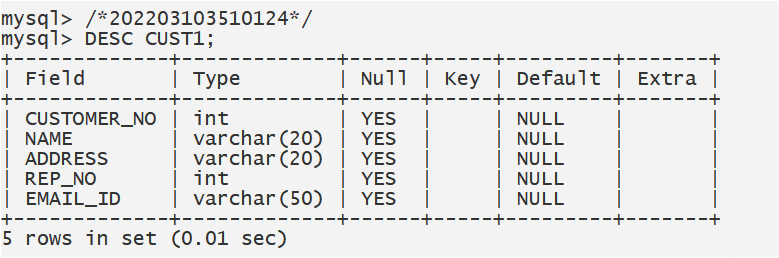 mysql> /*202203103510124*/
mysql> DESC CUST1;
+-------------+-------------+------+-----+---------+-------+
| Field       | Type        | Null | Key | Default | Extra |
+-------------+-------------+------+-----+---------+-------+
| CUSTOMER_NO | int         | YES  |     | NULL    |       |
| NAME        | varchar(20) | YES  |     | NULL    |       |
| ADDRESS     | varchar(20) | YES  |     | NULL    |       |
| REP_NO      | int         | YES  |     | NULL    |       |
| EMAIL_ID    | varchar(50) | YES  |     | NULL    |       |
+-------------+-------------+------+-----+---------+-------+
5 rows in set (0.01 sec)